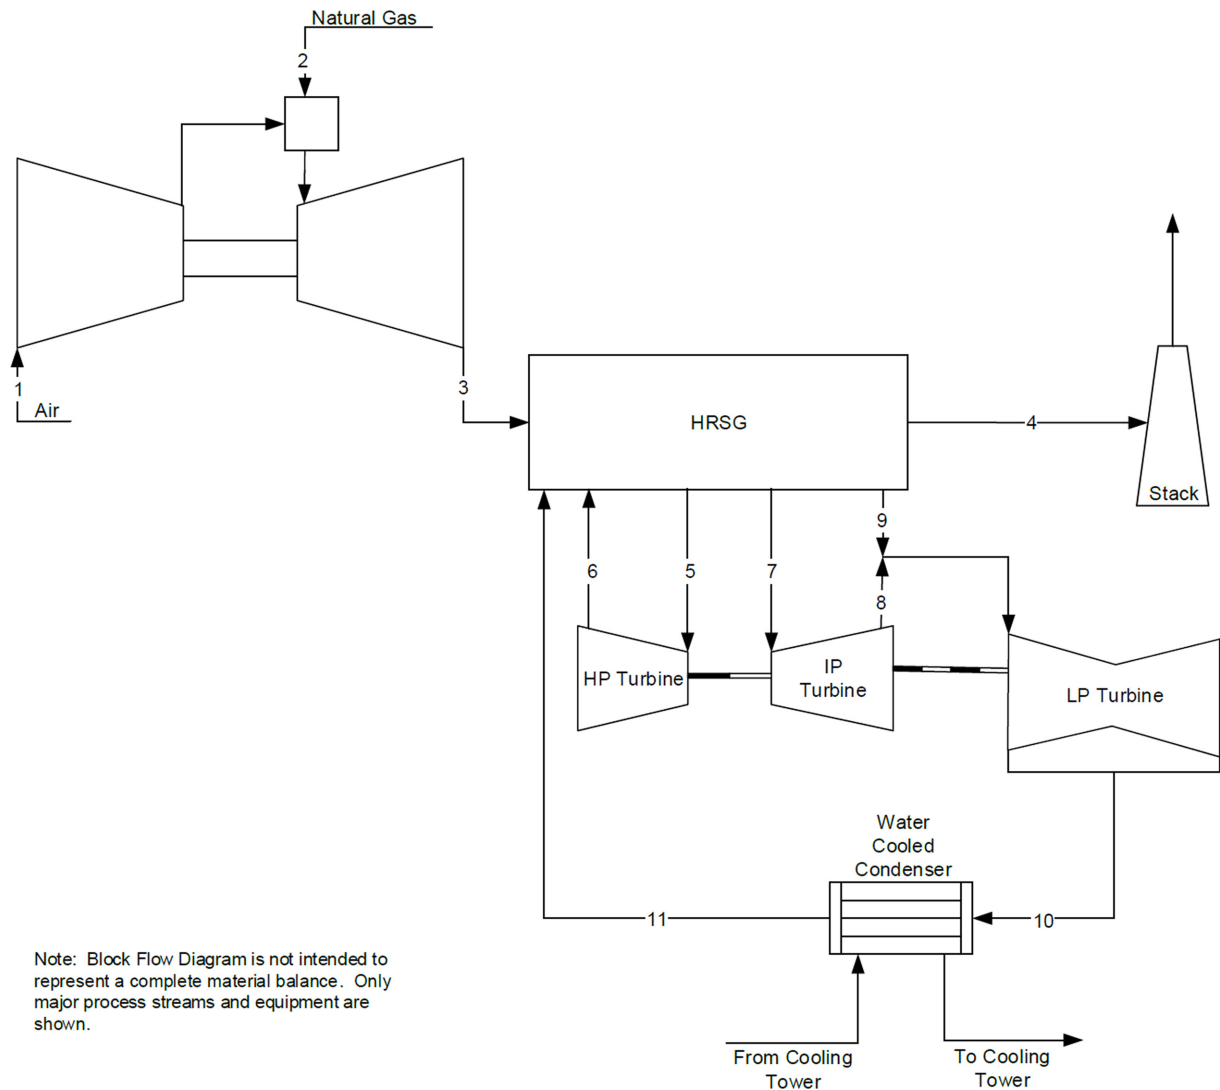 Natural Gas
2
1
Air
3
HRSG
4
Stack
9
6
5
7
8
HP Turbine
IP
Turbine
LP Turbine
Water
Cooled
Condenser
11
10
Note: Block Flow Diagram is not intended to
represent a complete material balance. Only
major process streams and equipment are
shown.
From Cooling
Tower
To Cooling
Tower